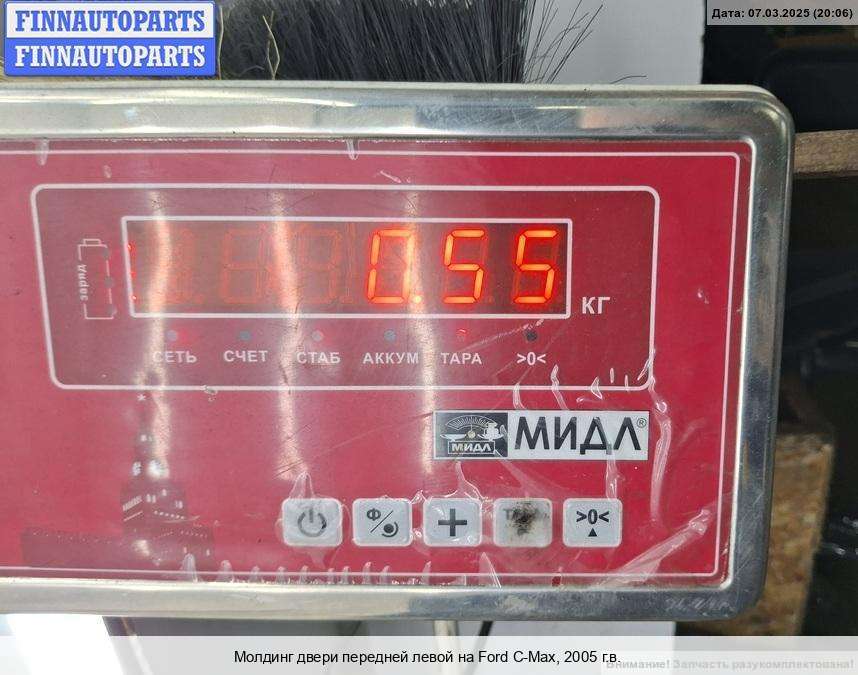 FINNAUTOPARTS
FINNAUTOPARTS
Дата: 07.03.2025 (20:06)
заряд
0.55
КГ
СЕТЬ СЧЕТ СТАБ АККУМ ТАРА >0<
МИДЛ
МИДЛ®
Ф
>0<
Молдинг двери передней левой на Ford C-Max, 2005 г.в.
Внимание! Запчасть разукомплектована!